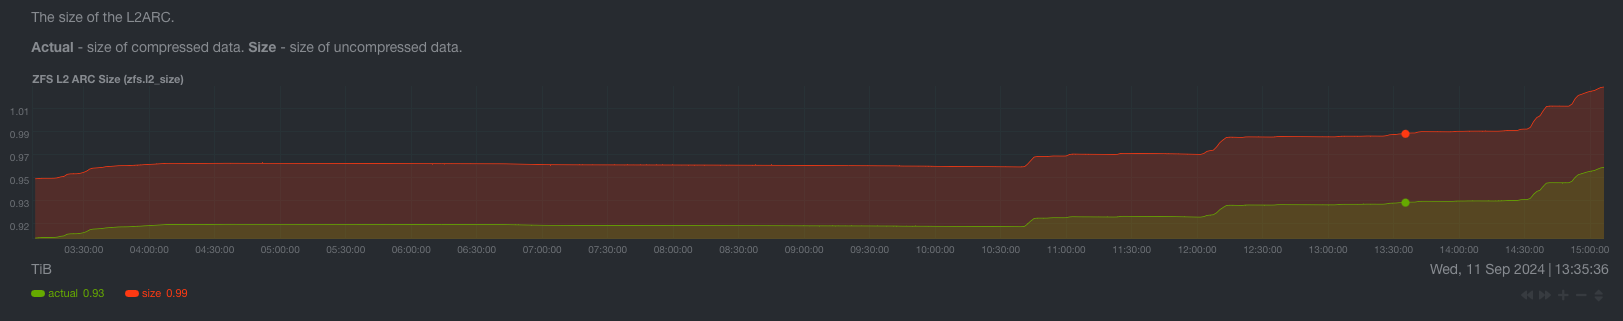 The size of the L2ARC.
Actual - size of compressed data. Size - size of uncompressed data.
ZFS L2 ARC Size (zfs.l2_size)
1.01
0.99
0.97
0.95
0.93
0.92
03:30:00 04:00:00 04:30:00 05:00:00 05:30:00 06:00:00 06:30:00 07:00:00 07:30:00 08:00:00 08:30:00 09:00:00 09:30:00 10:00:00 10:30:00 11:00:00 11:30:00 12:00:00 12:30:00 13:00:00 13:30:00 14:00:00 14:30:00 15:00:00
TiB Wed, 11 Sep 2024 | 13:35:36
actual 0.93 size 0.99